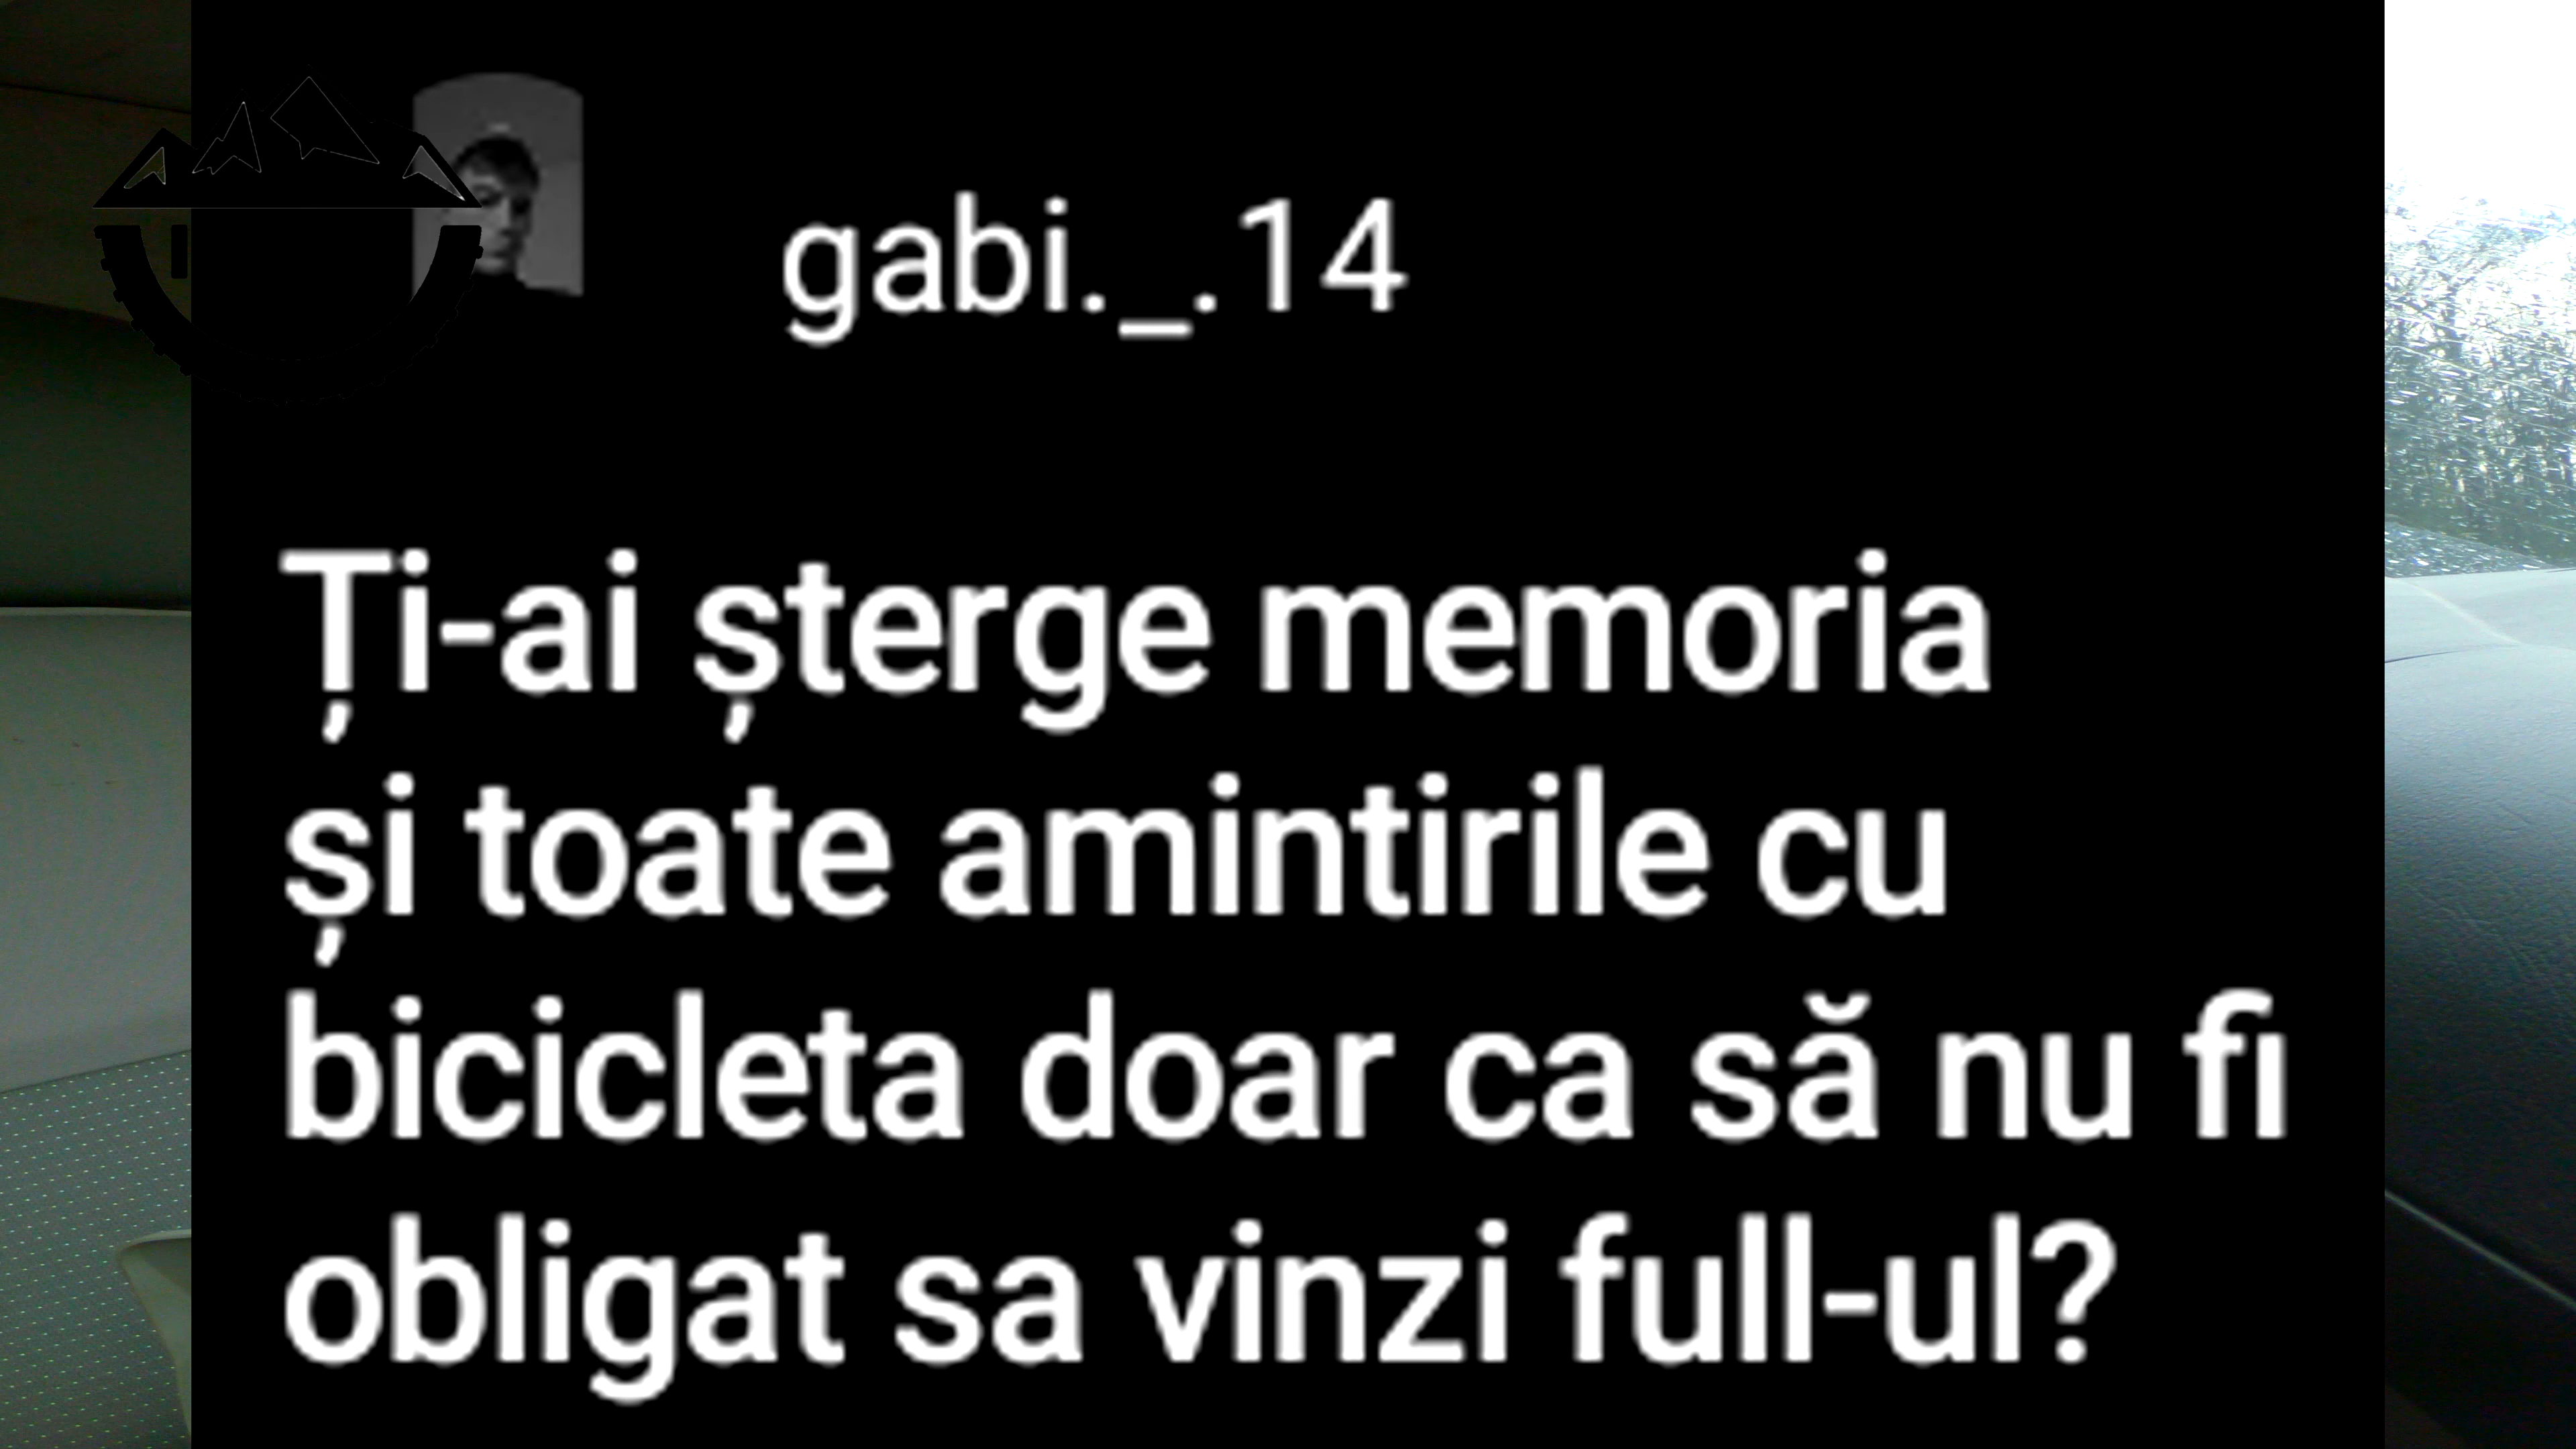 gabi._.14
Ți-ai șterge memoria
și toate amintirile cu
bicicleta doar ca să nu fi
obligat sa vinzi full-ul?